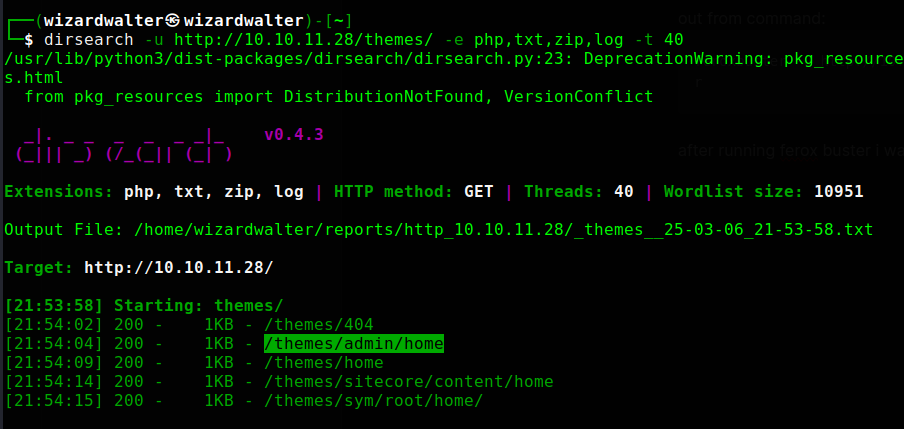 ┌──(wizardwalter㉿wizardwalter)-[~]
└─$ dirsearch -u http://10.10.11.28/themes/ -e php,txt,zip,log -t 40
/usr/lib/python3/dist-packages/dirsearch/dirsearch.py:23: DeprecationWarning: pkg_resource
s.html
  from pkg_resources import DistributionNotFound, VersionConflict
  _|. _ _  _  _  _ _|_    v0.4.3
 (_||| _) (/_(_|| (_| )
Extensions: php, txt, zip, log | HTTP method: GET | Threads: 40 | Wordlist size: 10951
Output File: /home/wizardwalter/reports/http_10.10.11.28/_themes__25-03-06_21-53-58.txt
Target: http://10.10.11.28/
[21:53:58] Starting: themes/
[21:54:02] 200 -    1KB - /themes/404
[21:54:04] 200 -    1KB - /themes/admin/home
[21:54:09] 200 -    1KB - /themes/home
[21:54:14] 200 -    1KB - /themes/sitecore/content/home
[21:54:15] 200 -    1KB - /themes/sym/root/home/
out from command:
after running ferox buster i wa